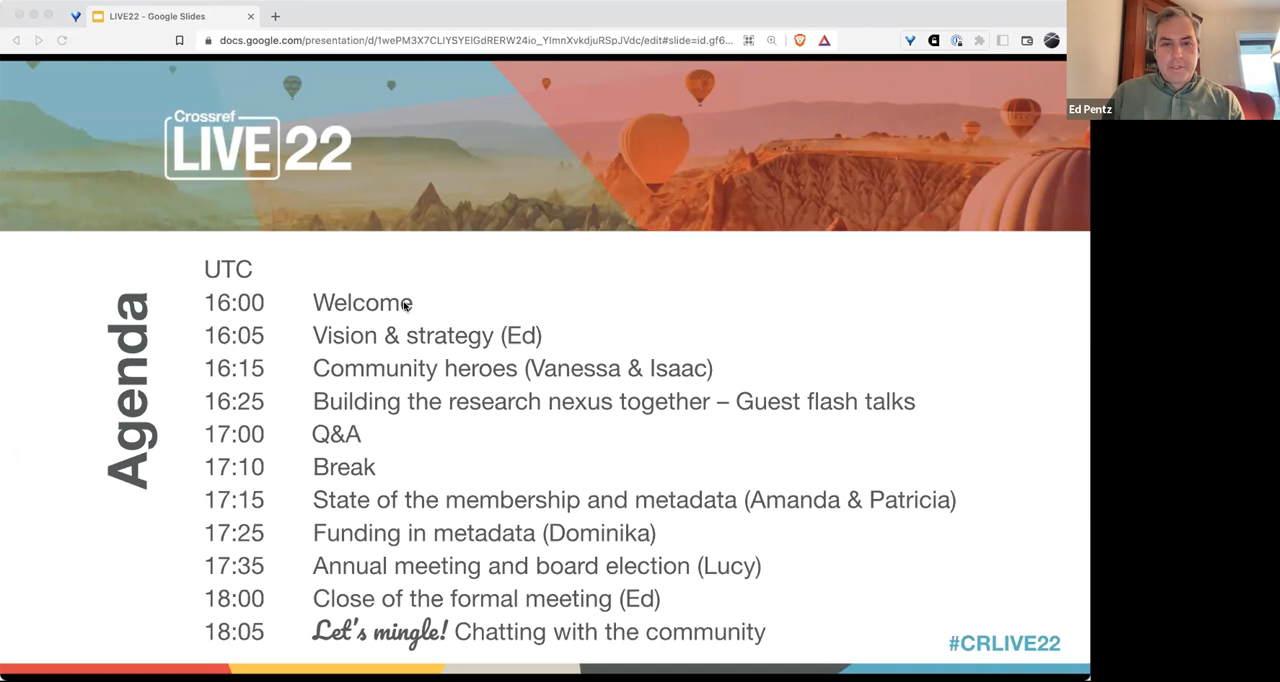 LIVE22 - Google Slides
docs.google.com/presentation/d/1wePM3X7CLIYSYEIGdRERW24io_YImnXvkdjuRSpJVdc/edit#slide=id.gf6...
Ed Pentz
Crossref
LIVE 22
Agenda
UTC
16:00 Welcome
16:05 Vision & strategy (Ed)
16:15 Community heroes (Vanessa & Isaac)
16:25 Building the research nexus together – Guest flash talks
17:00 Q&A
17:10 Break
17:15 State of the membership and metadata (Amanda & Patricia)
17:25 Funding in metadata (Dominika)
17:35 Annual meeting and board election (Lucy)
18:00 Close of the formal meeting (Ed)
18:05 Let's mingle! Chatting with the community
#CRLIVE22